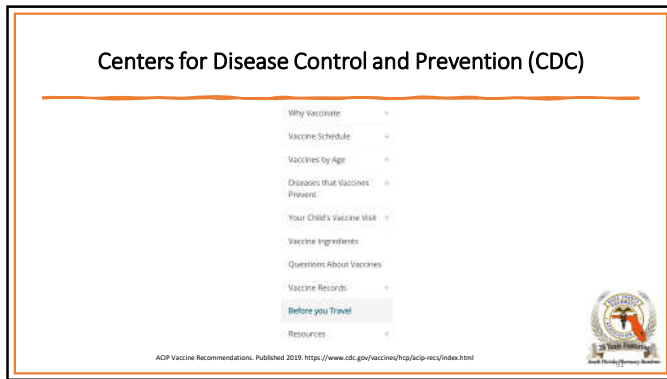 Centers for Disease Control and Prevention (CDC)
Why Vaccinate +
Vaccine Schedule +
Vaccines by Age +
Diseases that Vaccines +
Prevent
Your Child's Vaccine Visit +
Vaccine Ingredients
Questions About Vaccines
Vaccine Records +
Before you Travel
Resources +
ACIP Vaccine Recommendations. Published 2019. https://www.cdc.gov/vaccines/hcp/acip-recs/index.html